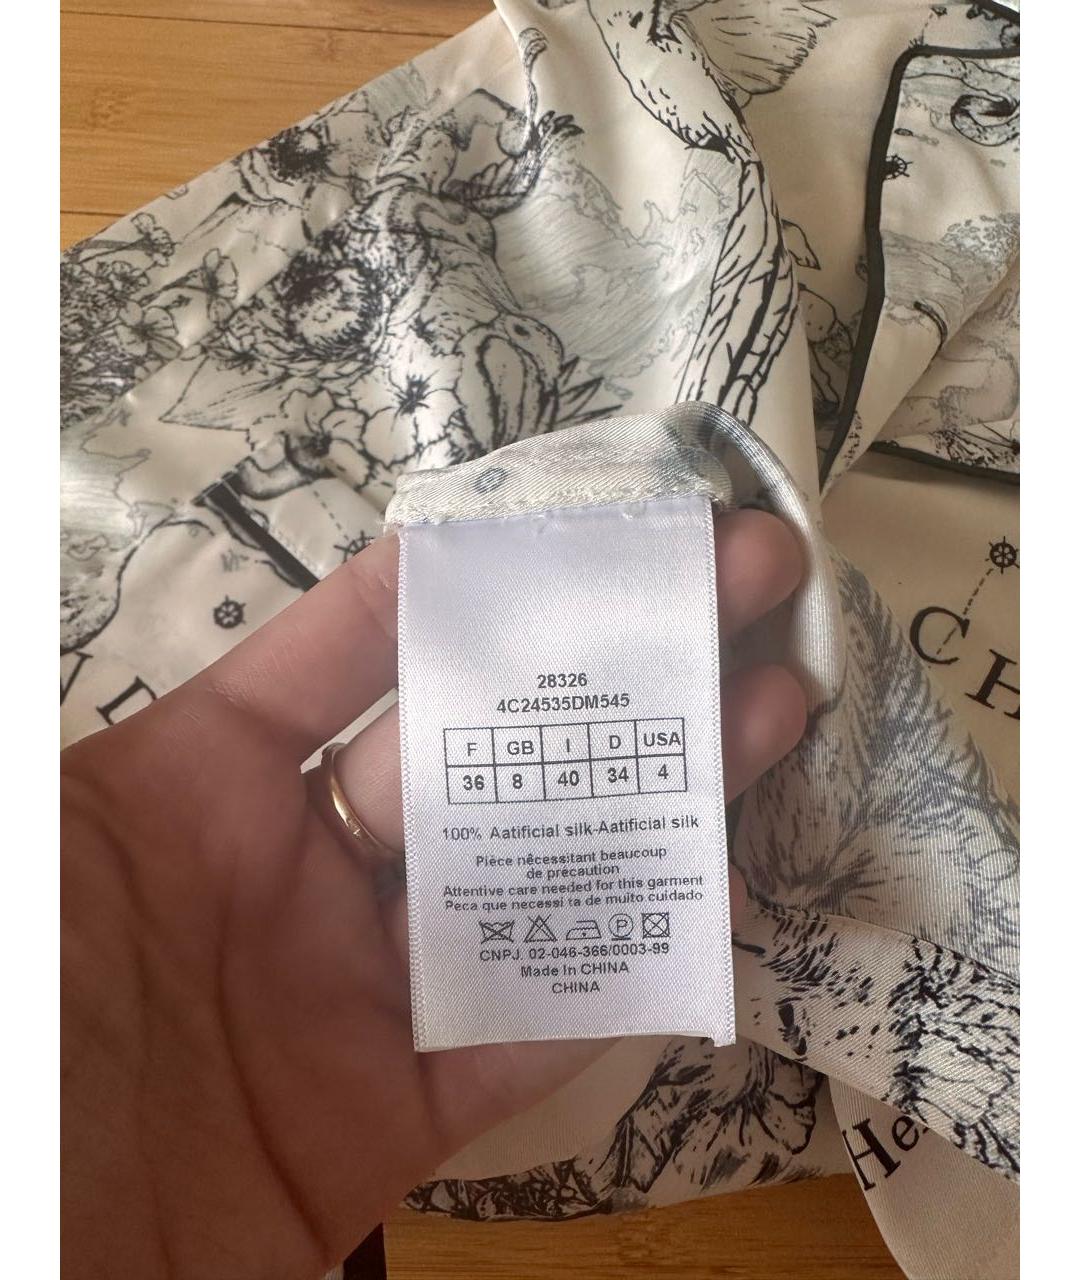 28326
4C24535DM545
F GB I D USA
36 8 40 34 4
100% Aatificial silk-Aatificial silk
Pièce nêcessitant beaucoup
de précaution
Attentive care needed for this garment
Peca que necessi ta de muito cuidado
P
CNPJ. 02-046-366/0003-99
Made In CHINA
CHINA
C
H
He